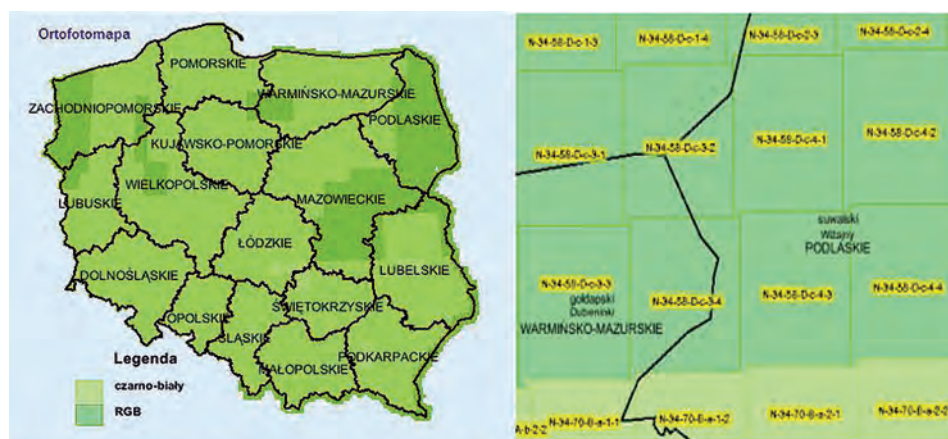 Ortofotomapa
POMORSKIE
WARMIŃSKO-MAZURSKIE
ZACHODNIOPOMORSKIE
PODLASKIE
KUJAWSKO-POMORSKIE
WIELKOPOLSKIE
MAZOWIECKIE
LUBUSKIE
ŁÓDZKIE
LUBELSKIE
DOLNOŚLĄSKIE
ŚWIĘTOKRZYSKIE
OPOLSKIE
ŚLĄSKIE
PODKARPACKIE
MAŁOPOLSKIE
Legenda
czarno-biały
RGB
N-34-58-D-c-1-3
N-34-58-D-c-1-4
N-34-58-D-c-2-3
N-34-58-D-c-2-4
N-34-58-D-c-3-1
N-34-58-D-c-3-2
N-34-58-D-c-4-1
N-34-58-D-c-4-2
suwalski
Wiżajny
PODLASKIE
N-34-58-D-c-3-3
gołdapski
Dubeninki
WARMIŃSKO-MAZURSKIE
N-34-58-D-c-3-4
N-34-58-D-c-4-3
N-34-58-D-c-4-4
A-b-2-2
N-34-70-B-a-1-1
N-34-70-B-a-1-2
N-34-70-B-a-2-1
N-34-70-B-a-2-2